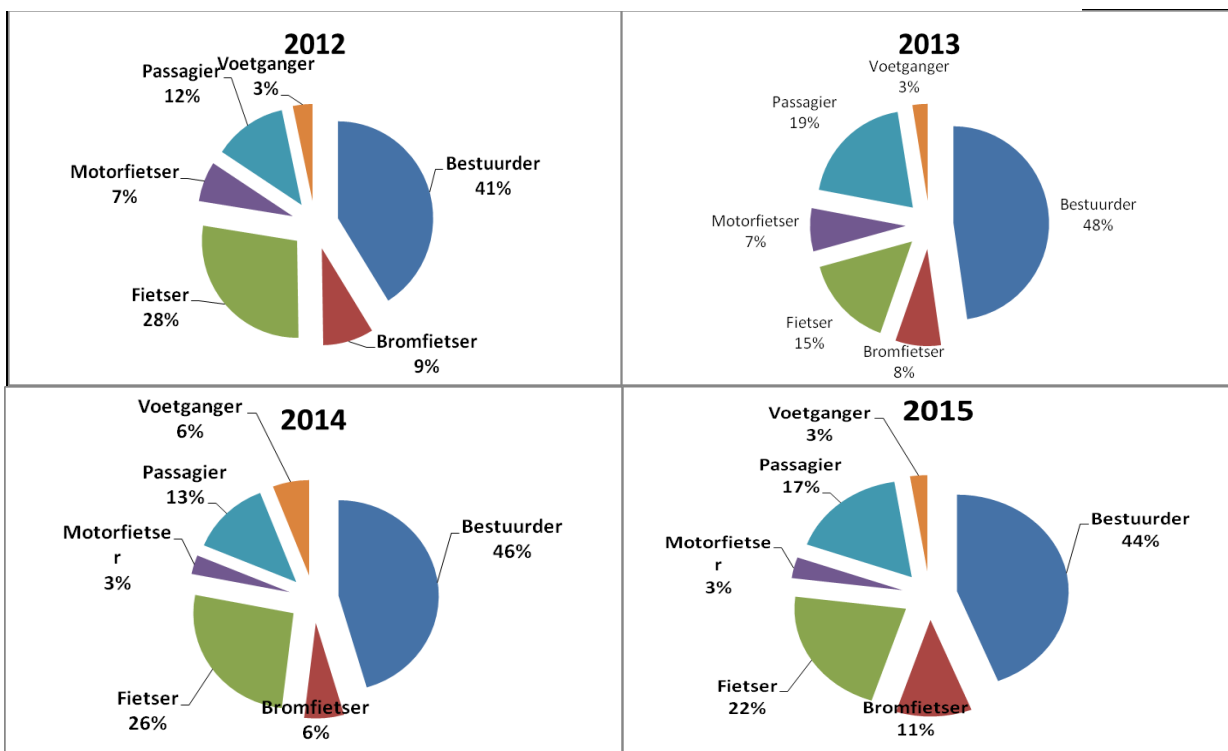 2012
Voetganger
3%
Passagier
12%
Motorfietser
7%
Bestuurder
41%
Fietser
28%
Bromfietser
9%
2013
Voetganger
3%
Passagier
19%
Motorfietser
7%
Bestuurder
48%
Fietser
15%
Bromfietser
8%
2014
Voetganger
6%
Passagier
13%
Motorfietse
r
3%
Bestuurder
46%
Fietser
26%
Bromfietser
6%
2015
Voetganger
3%
Passagier
17%
Motorfietse
r
3%
Bestuurder
44%
Fietser
22%
Bromfietser
11%